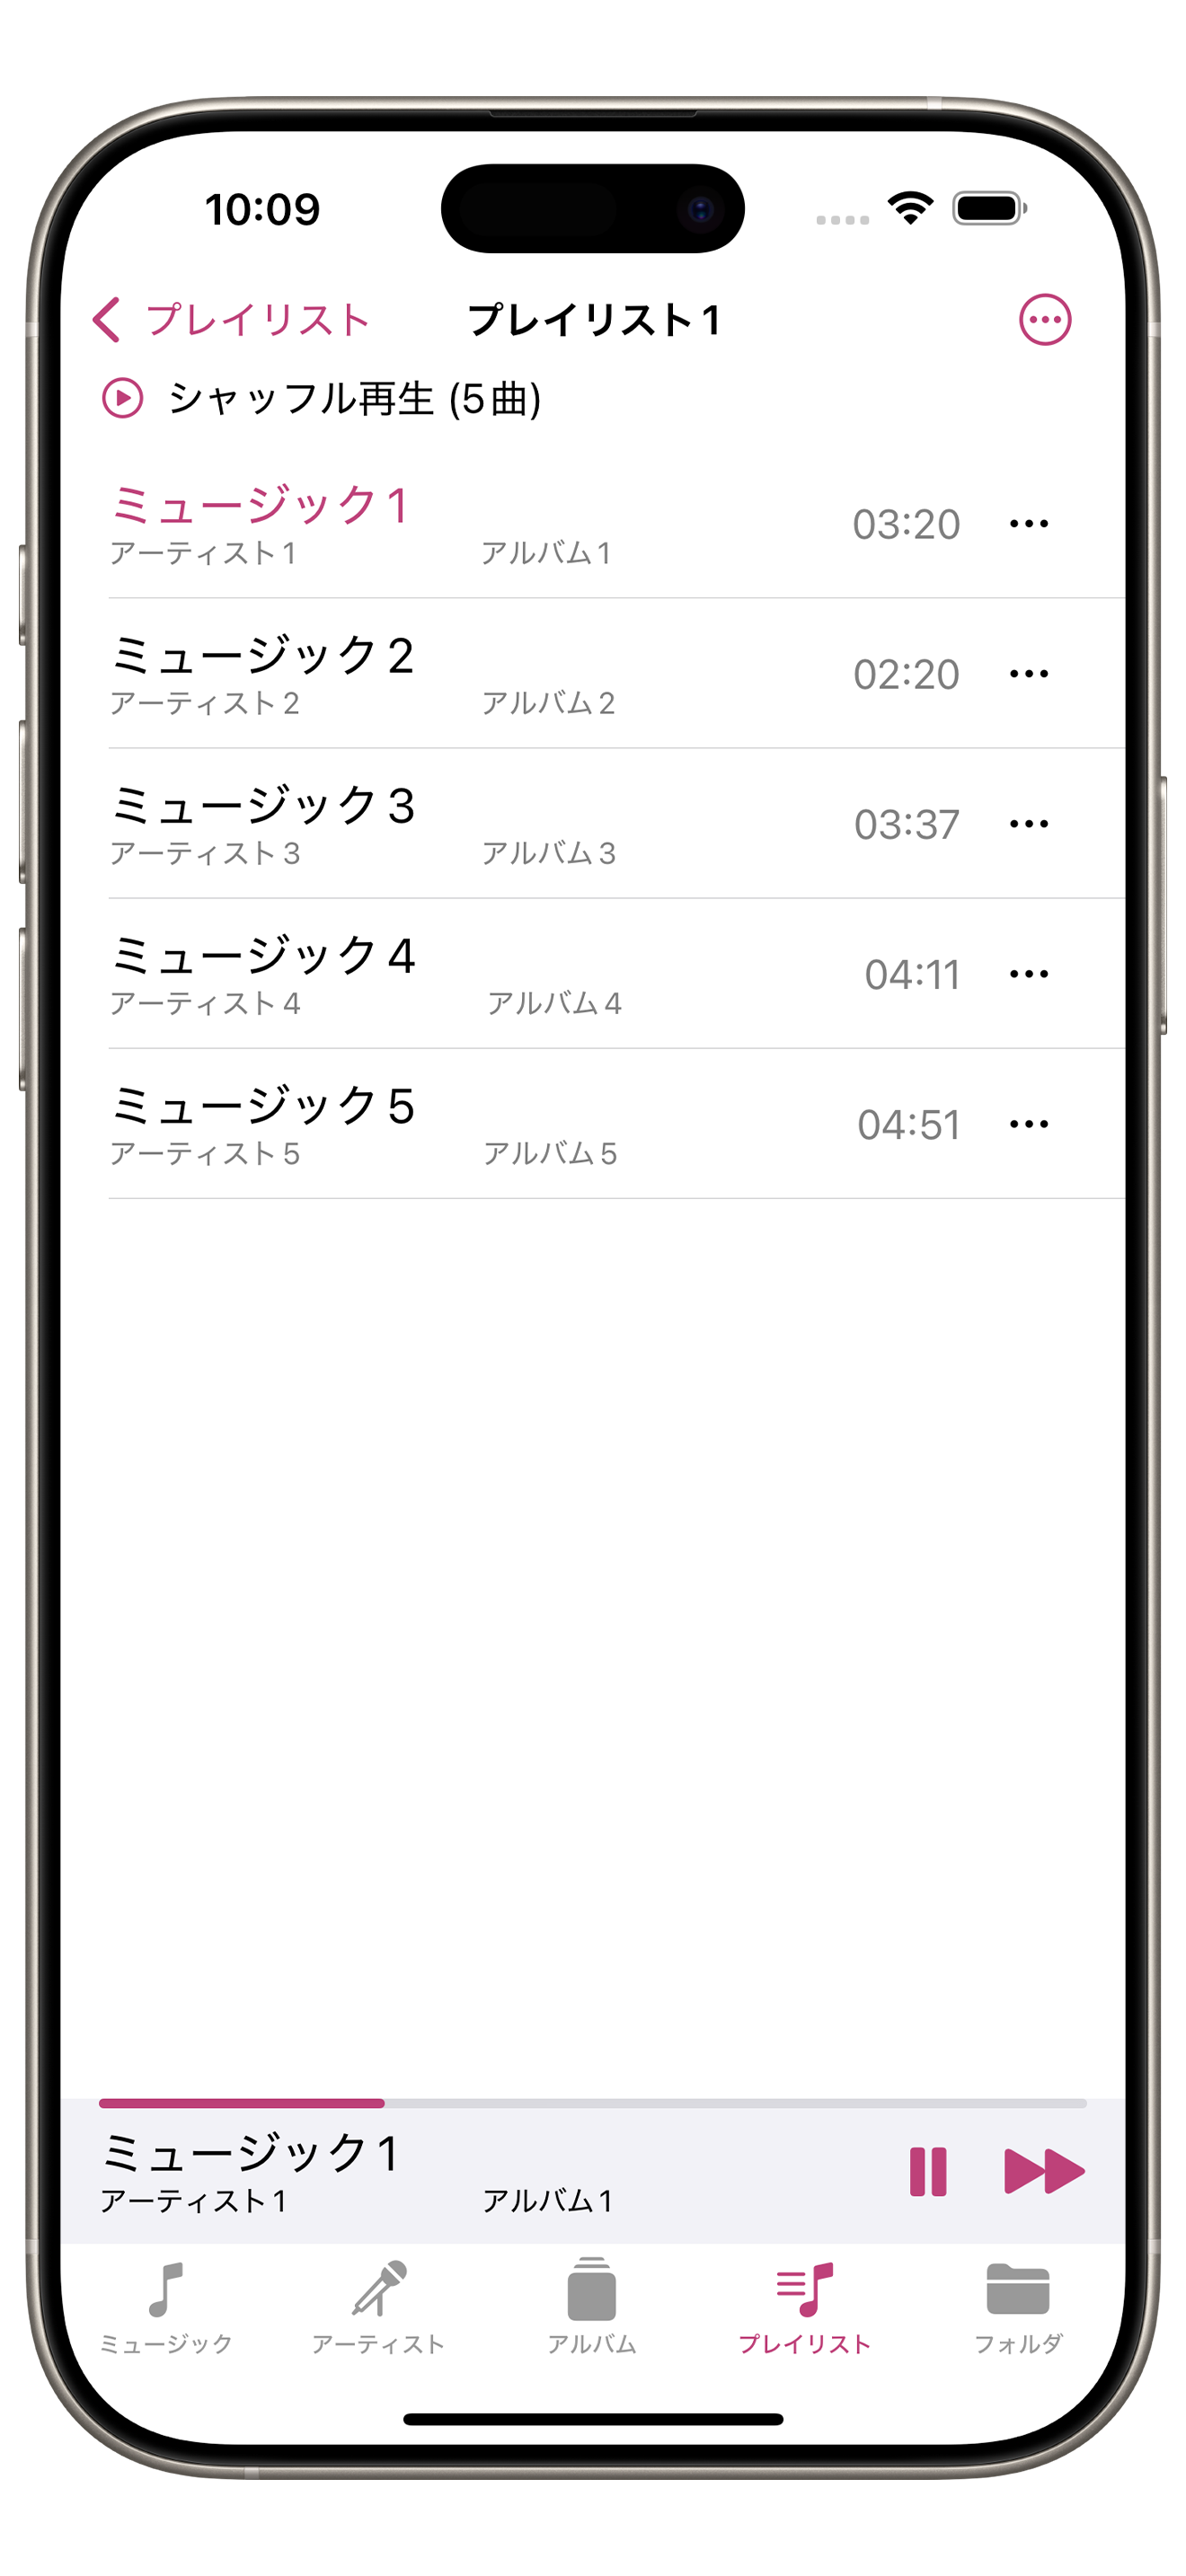 10:09
プレイリスト プレイリスト1
シャッフル再生 (5曲)
ミュージック1
アーティスト1 アルバム1 03:20
ミュージック2
アーティスト2 アルバム2 02:20
ミュージック3
アーティスト3 アルバム3 03:37
ミュージック4
アーティスト4 アルバム4 04:11
ミュージック5
アーティスト5 アルバム5 04:51
ミュージック1
アーティスト1 アルバム1
ミュージック アーティスト アルバム プレイリスト フォルダ